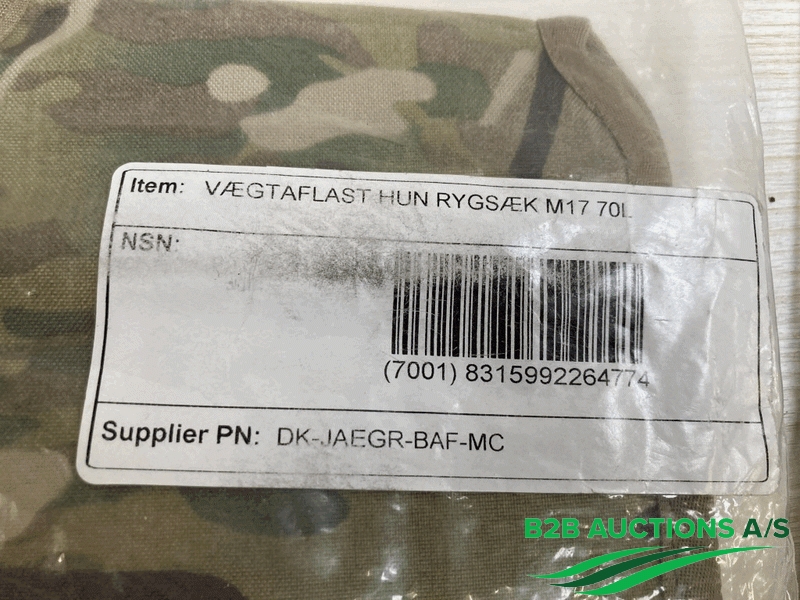 Item: VÆGTAFLAST HUN RYGSÆK M17 70L
NSN:
(7001) 8315992264774
Supplier PN: DK-JAEGR-BAF-MC
B2B AUCTIONS A/S